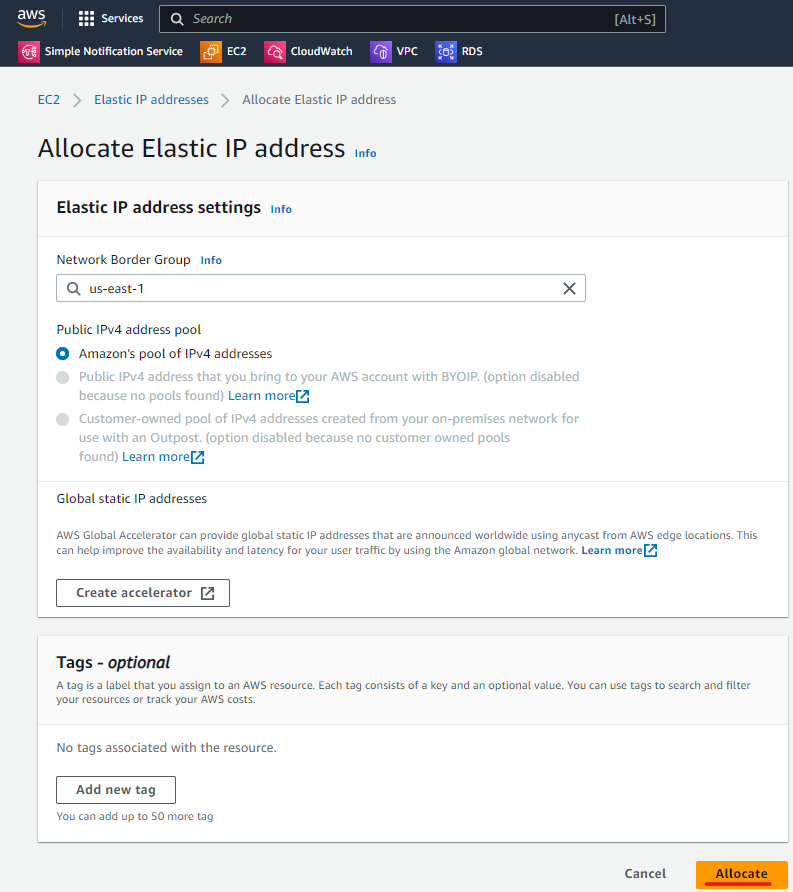 aws
Services
Search [Alt+S]
Simple Notification Service EC2 CloudWatch VPC RDS
EC2 Elastic IP addresses Allocate Elastic IP address
Allocate Elastic IP address Info
Elastic IP address settings Info
Network Border Group Info
us-east-1
Public IPv4 address pool
Amazon's pool of IPv4 addresses
Public IPv4 address that you bring to your AWS account with BYOIP. (option disabled
because no pools found) Learn more
Customer-owned pool of IPv4 addresses created from your on-premises network for
use with an Outpost. (option disabled because no customer owned pools
found) Learn more
Global static IP addresses
AWS Global Accelerator can provide global static IP addresses that are announced worldwide using anycast from AWS edge locations. This
can help improve the availability and latency for your user traffic by using the Amazon global network. Learn more
Create accelerator
Tags - optional
A tag is a label that you assign to an AWS resource. Each tag consists of a key and an optional value. You can use tags to search and filter
your resources or track your AWS costs.
No tags associated with the resource.
Add new tag
You can add up to 50 more tag
Cancel Allocate